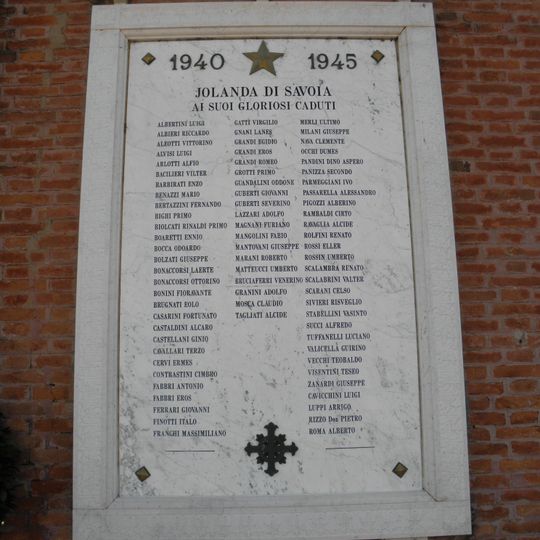 1940 1945
JOLANDA DI SAVOIA
AI SUOI GLORIOSI CADUTI
ALBERTINI LUIGI
ALBIERI RICCARDO
ALZOTTI VITTORINO
ALVISI LUIGI
ARLOTTI ALFIO
BACILIERI VILTER
BARBIRATI ENZO
BENAZZI MARIO
BERTAZZINI FERNANDO
BIGHI PRIMO
BIOLCATI RINALDI PRIMO
BOARETTI ENNIO
BOCCA ODOARDO
BOLZATI GIUSEPPE
BONACCORSI LAERTE
BONACCORSI OTTORINO
BONINI FIORAVANTE
BRUGNATI EOLO
CASARINI FORTUNATO
CASTALDINI ALCARO
CASTELLANI GINIO
CAVALLARI TERZO
CERVI ERMES
CONTRASTINI CIMBRO
FABBRI ANTONIO
FABBRI EROS
FERRARI GIOVANNI
FINOTTI ITALO
FRANGHI MASSIMILIANO
GATTI VIRGILIO
GNANI LANES
GRANDI EGIDIO
GRANDI EROS
GRANDI ROMEO
GROTTI PRIMO
GUANDALINI ODDONE
GUBERTI GIOVANNI
GUBERTI SEVERINO
LAZZARI ADOLFO
MAGNANI FURIANO
MANGOLINI FABIO
MANTOVANI GIUSEPPE
MARANI ROBERTO
MATTEUCCI UMBERTO
BRUCIAFERRI VENERINO
GRANINI ADOLFO
MOSCA CLAUDIO
TAGLIATI ALCIDE
MERLI ULTIMO
MILANI GIUSEPPE
NAVA CLEMENTE
OCCHI DUMES
PANDINI DINO ASPERO
PANIZZA SECONDO
PARMEGGIANI IVO
PASSARELLA ALESSANDRO
PIGOZZI ALBERINO
RAMBALDI CIRTO
RAVAGLIA ALCIDE
ROLFINI RENATO
ROSSI ELLER
ROSSIN UMBERTO
SCALAMBRA RENATO
SCALABRINI VALTER
SCARANI CELSO
SIVIERI RISVEGLIO
STABELLINI VASINTO
SUCCI ALFREDO
TUFFANELLI LUCIANO
VALICELLA GUIRINO
VECCHI TEOBALDO
VISENTINI TESEO
ZANARDI GIUSEPPE
CAVICCHINI LUIGI
LUPPI ARRIGO
RIZZO Don PIETRO
ROMA ALBERTO